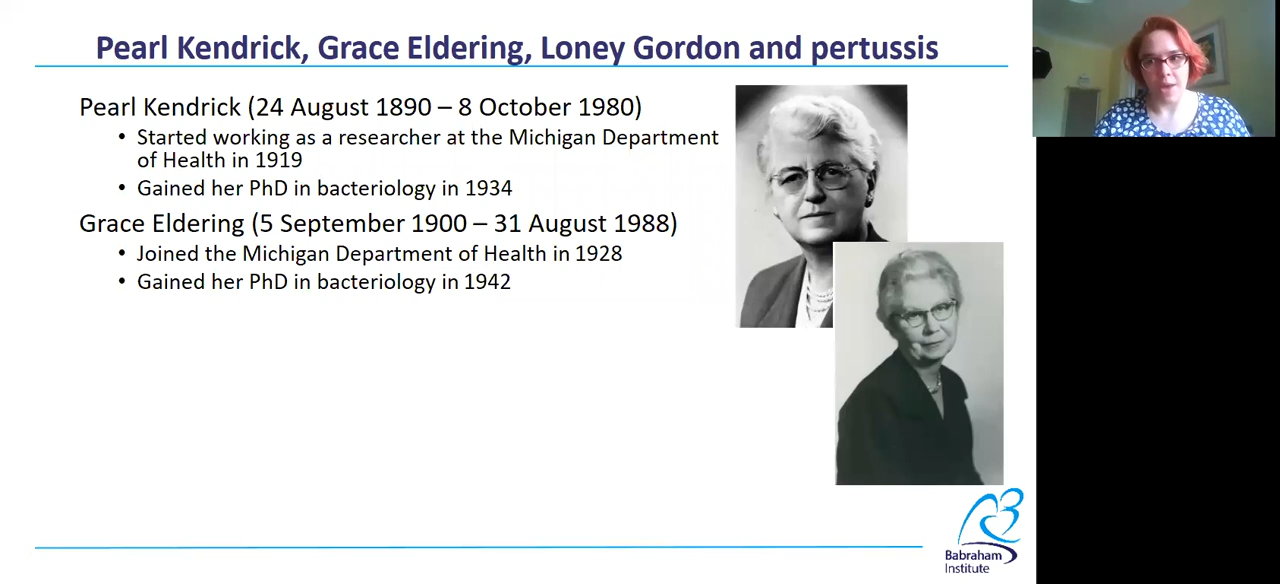 Pearl Kendrick, Grace Eldering, Loney Gordon and pertussis
Pearl Kendrick (24 August 1890 – 8 October 1980)
• Started working as a researcher at the Michigan Department
of Health in 1919
• Gained her PhD in bacteriology in 1934
Grace Eldering (5 September 1900 – 31 August 1988)
• Joined the Michigan Department of Health in 1928
• Gained her PhD in bacteriology in 1942
Babraham
Institute